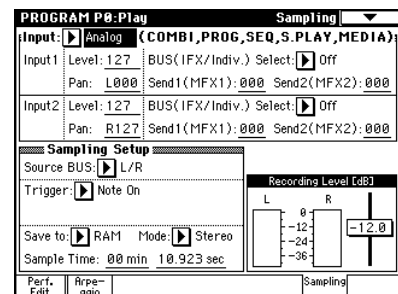 PROGRAM P0:Play Sampling
Input: Analog (COMBI,PROG,SEQ,S.PLAY,MEDIA)
Input1 Level: 127 BUS(IFX/Indiv.) Select: Off
Pan: L000 Send1(MFX1): 000 Send2(MFX2): 000
Input2 Level: 127 BUS(IFX/Indiv.) Select: Off
Pan: R127 Send1(MFX1): 000 Send2(MFX2): 000
Sampling Setup
Source BUS: L/R
Trigger: Note On
Save to: RAM Mode: Stereo
Sample Time: 00 min 10.923 sec
Recording Level [dB]
L R
0
-12
-24
-36
-12.0
Perf. Edit
Arpe- ggio
Sampling